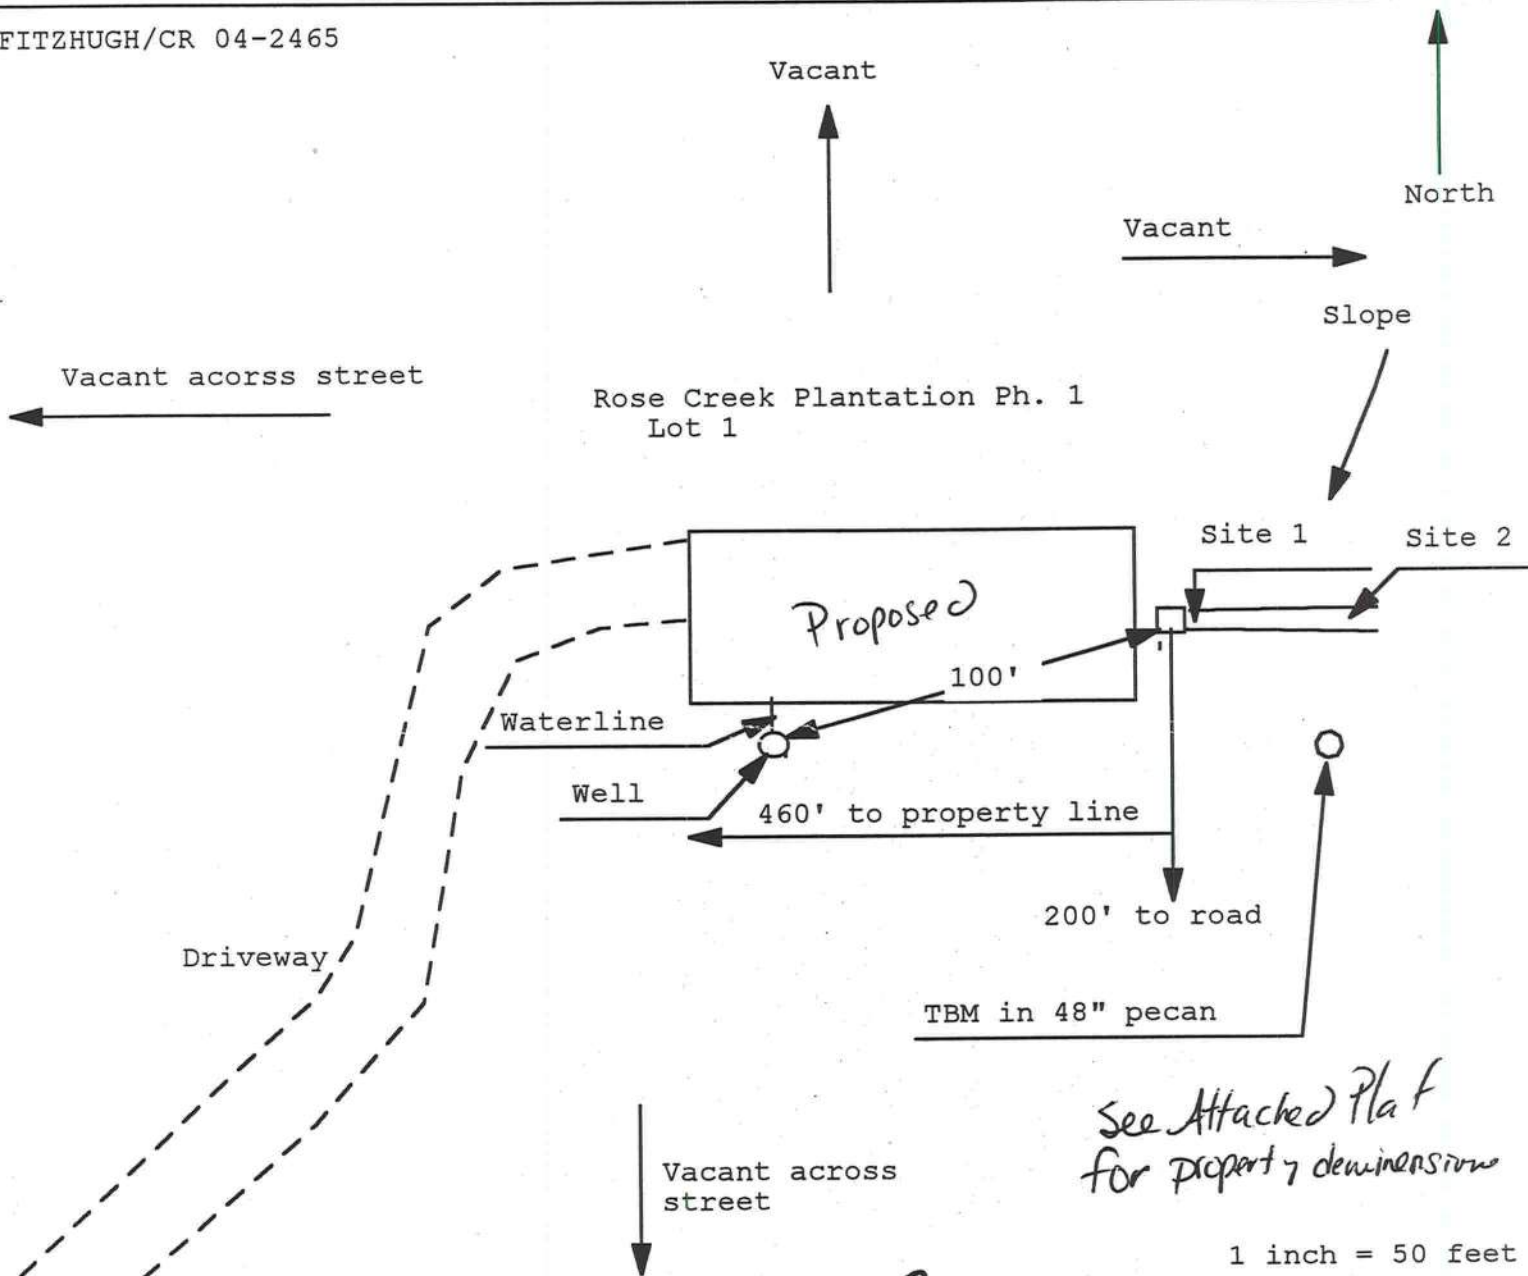 FITZHUGH/CR 04-2465
Vacant
North
Vacant
Slope
Vacant acorss street
Rose Creek Plantation Ph. 1
Lot 1
Site 1
Site 2
Proposed
100'
Waterline
Well
460' to property line
200' to road
Driveway
TBM in 48" pecan
See Attached Plat
for property deminensions
Vacant across
street
1 inch = 50 feet